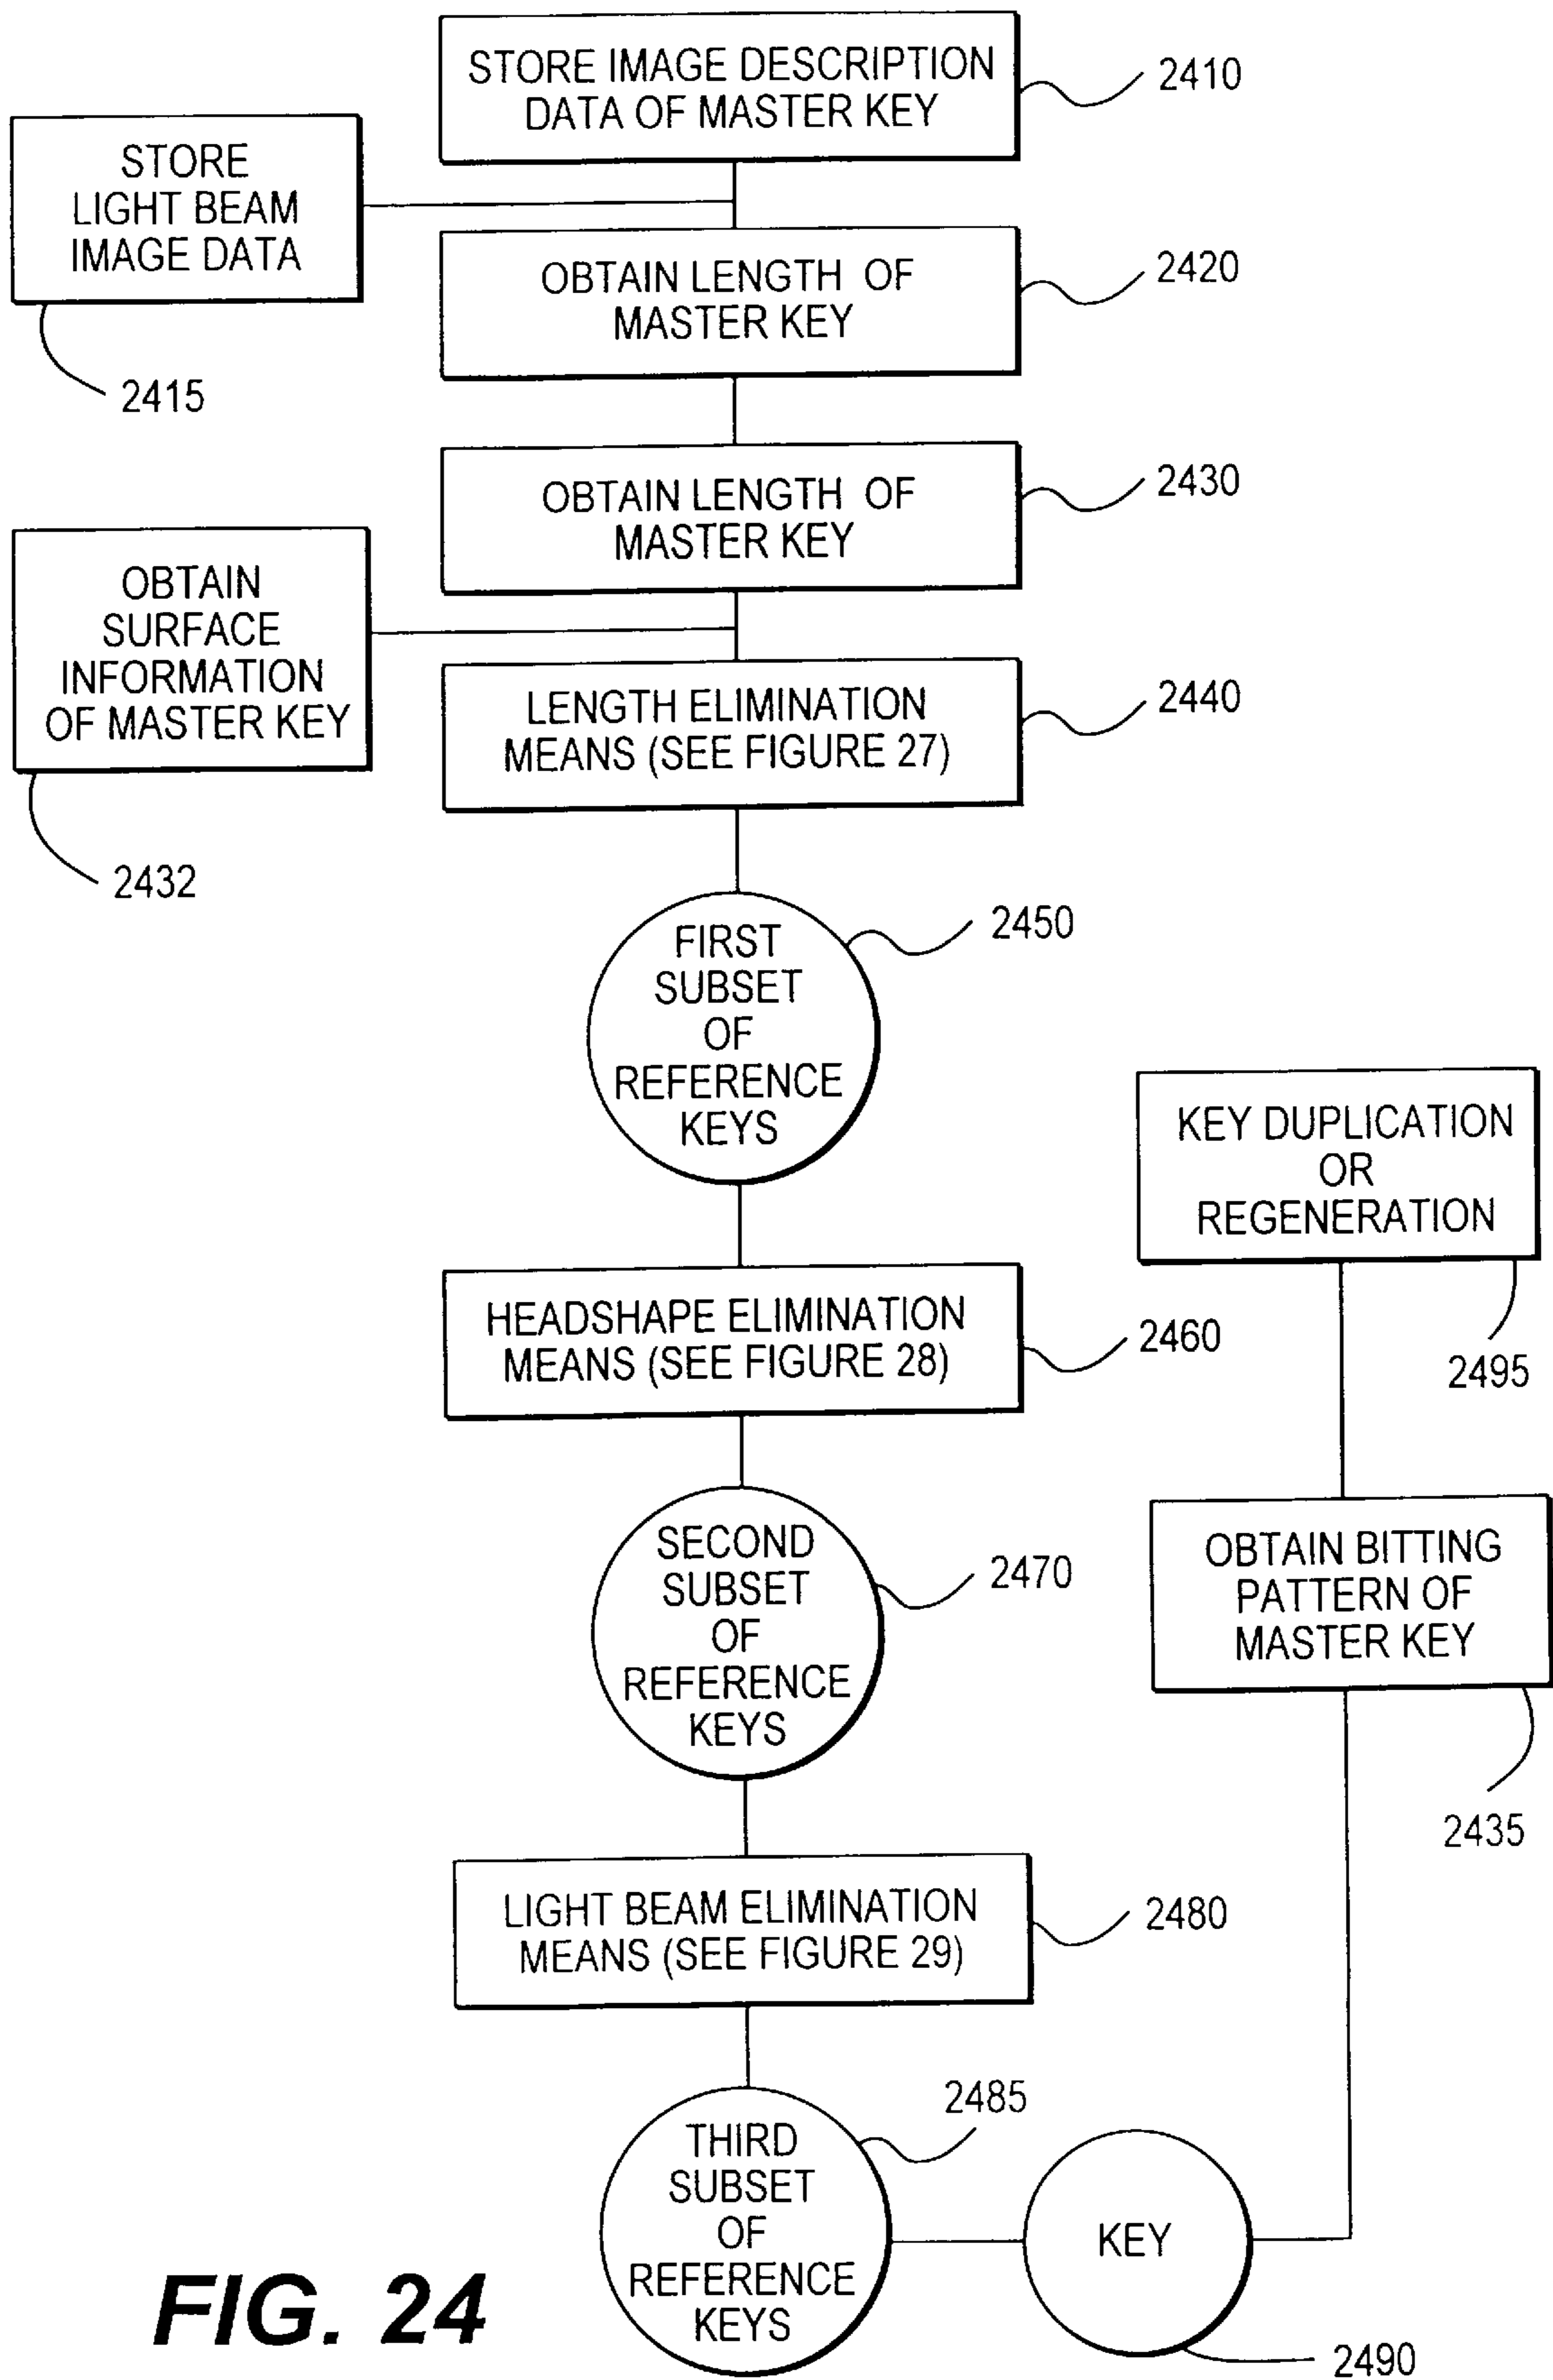 STORE IMAGE DESCRIPTION
DATA OF MASTER KEY
2410
STORE
LIGHT BEAM
IMAGE DATA
2415
OBTAIN LENGTH OF
MASTER KEY
2420
OBTAIN LENGTH OF
MASTER KEY
2430
OBTAIN
SURFACE
INFORMATION
OF MASTER KEY
2432
LENGTH ELIMINATION
MEANS (SEE FIGURE 27)
2440
FIRST
SUBSET
OF
REFERENCE
KEYS
2450
HEADSHAPE ELIMINATION
MEANS (SEE FIGURE 28)
2460
SECOND
SUBSET
OF
REFERENCE
KEYS
2470
LIGHT BEAM ELIMINATION
MEANS (SEE FIGURE 29)
2480
THIRD
SUBSET
OF
REFERENCE
KEYS
2485
KEY
2490
OBTAIN BITTING
PATTERN OF
MASTER KEY
2435
KEY DUPLICATION
OR
REGENERATION
2495
FIG. 24